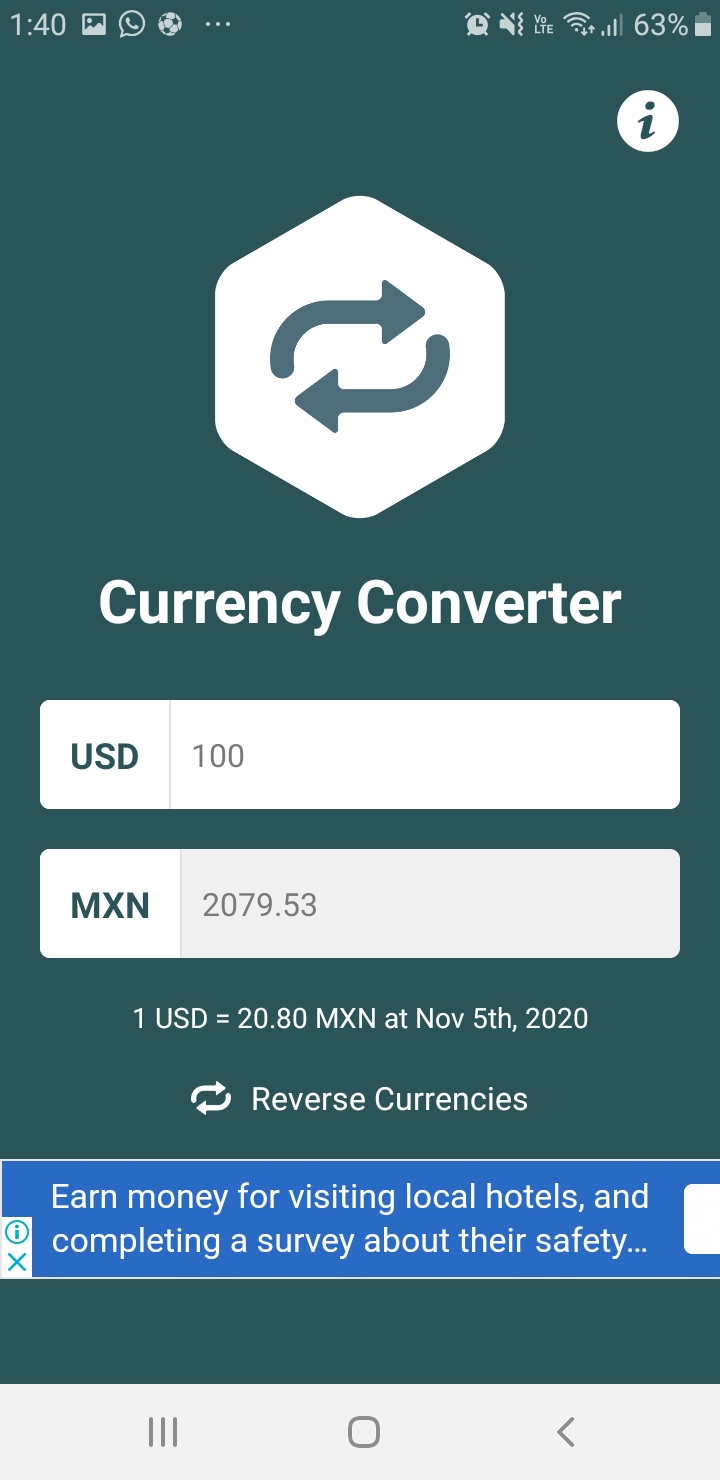 1:40
Vo LTE
63%
Currency Converter
USD
100
MXN
2079.53
1 USD = 20.80 MXN at Nov 5th, 2020
Reverse Currencies
Earn money for visiting local hotels, and
completing a survey about their safety...